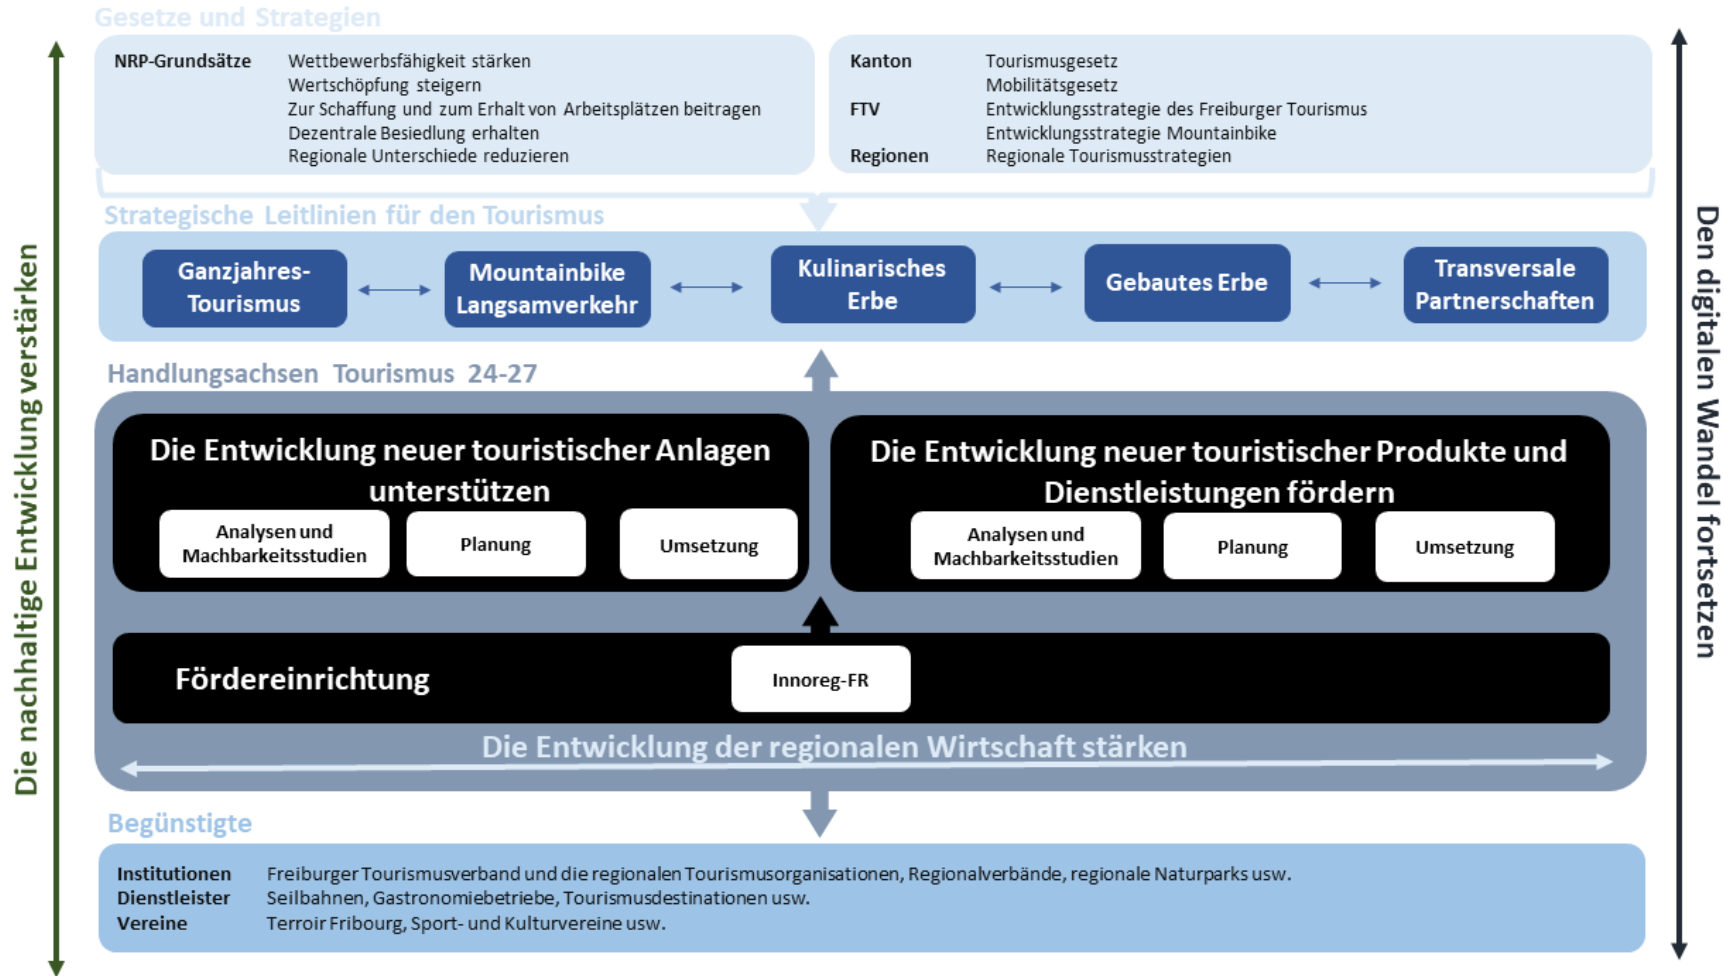 Gesetze und Strategien
NRP-Grundsätze Wettbewerbsfähigkeit stärken
Wertschöpfung steigern
Zur Schaffung und zum Erhalt von Arbeitsplätzen beitragen
Dezentrale Besiedlung erhalten
Regionale Unterschiede reduzieren
Kanton Tourismusgesetz
Mobilitätsgesetz
FTV Entwicklungsstrategie des Freiburger Tourismus
Entwicklungsstrategie Mountainbike
Regionen Regionale Tourismusstrategien
Strategische Leitlinien für den Tourismus
Ganzjahres-
Tourismus
Mountainbike
Langsamverkehr
Kulinarisches
Erbe
Gebautes Erbe
Transversale
Partnerschaften
Handlungsachsen Tourismus 24-27
Die Entwicklung neuer touristischer Anlagen
unterstützen
Analysen und
Machbarkeitsstudien
Planung
Umsetzung
Die Entwicklung neuer touristischer Produkte und
Dienstleistungen fördern
Analysen und
Machbarkeitsstudien
Planung
Umsetzung
Fördereinrichtung
Innoreg-FR
Die Entwicklung der regionalen Wirtschaft stärken
Begünstigte
Institutionen Freiburger Tourismusverband und die regionalen Tourismusorganisationen, Regionalverbände, regionale Naturparks usw.
Dienstleister Seilbahnen, Gastronomiebetriebe, Tourismusdestinationen usw.
Vereine Terroir Fribourg, Sport- und Kulturvereine usw.
Die nachhaltige Entwicklung verstärken
Den digitalen Wandel fortsetzen